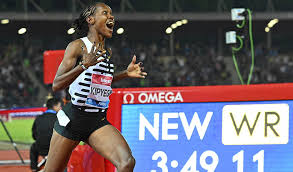 Ω OMEGA
KIPYEGON
NEW WR
3:49 11